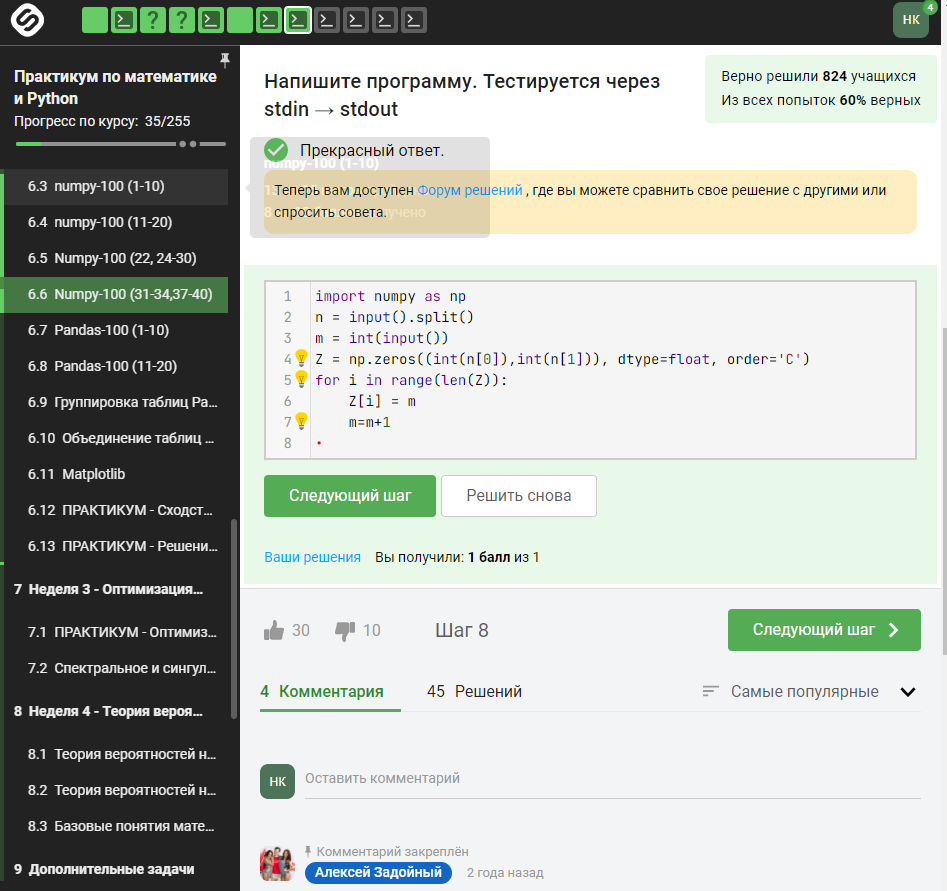 НК
4
Практикум по математике
и Python
Прогресс по курсу: 35/255
6.3 numpy-100 (1-10)
6.4 numpy-100 (11-20)
6.5 Numpy-100 (22, 24-30)
6.6 Numpy-100 (31-34,37-40)
6.7 Pandas-100 (1-10)
6.8 Pandas-100 (11-20)
6.9 Группировка таблиц Pa...
6.10 Объединение таблиц ...
6.11 Matplotlib
6.12 ПРАКТИКУМ - Сходст...
6.13 ПРАКТИКУМ - Решени...
7 Неделя 3 - Оптимизация...
7.1 ПРАКТИКУМ - Оптимиз...
7.2 Спектральное и сингул...
8 Неделя 4 - Теория вероя...
8.1 Теория вероятностей н...
8.2 Теория вероятностей н...
8.3 Базовые понятия мате...
9 Дополнительные задачи
Напишите программу. Тестируется через
stdin → stdout
Верно решили 824 учащихся
Из всех попыток 60% верных
Прекрасное ответ.
numpy-100 (1-10)
Теперь вам доступен Форум решений , где вы можете сравнить свое решение с другими или
спросить совета.
1 import numpy as np
2 n = input().split()
3 m = int(input())
4 Z = np.zeros((int(n[0]),int(n[1])), dtype=float, order='C')
5 for i in range(len(Z)):
6 Z[i] = m
7 m=m+1
8
Следующий шаг
Решить снова
Ваши решения Вы получили: 1 балл из 1
30
10
Шаг 8
Следующий шаг
4 Комментария
45 Решений
Самые популярные
НК
Оставить комментарий
Комментарий закреплён
Алексей Задойный
2 года назад